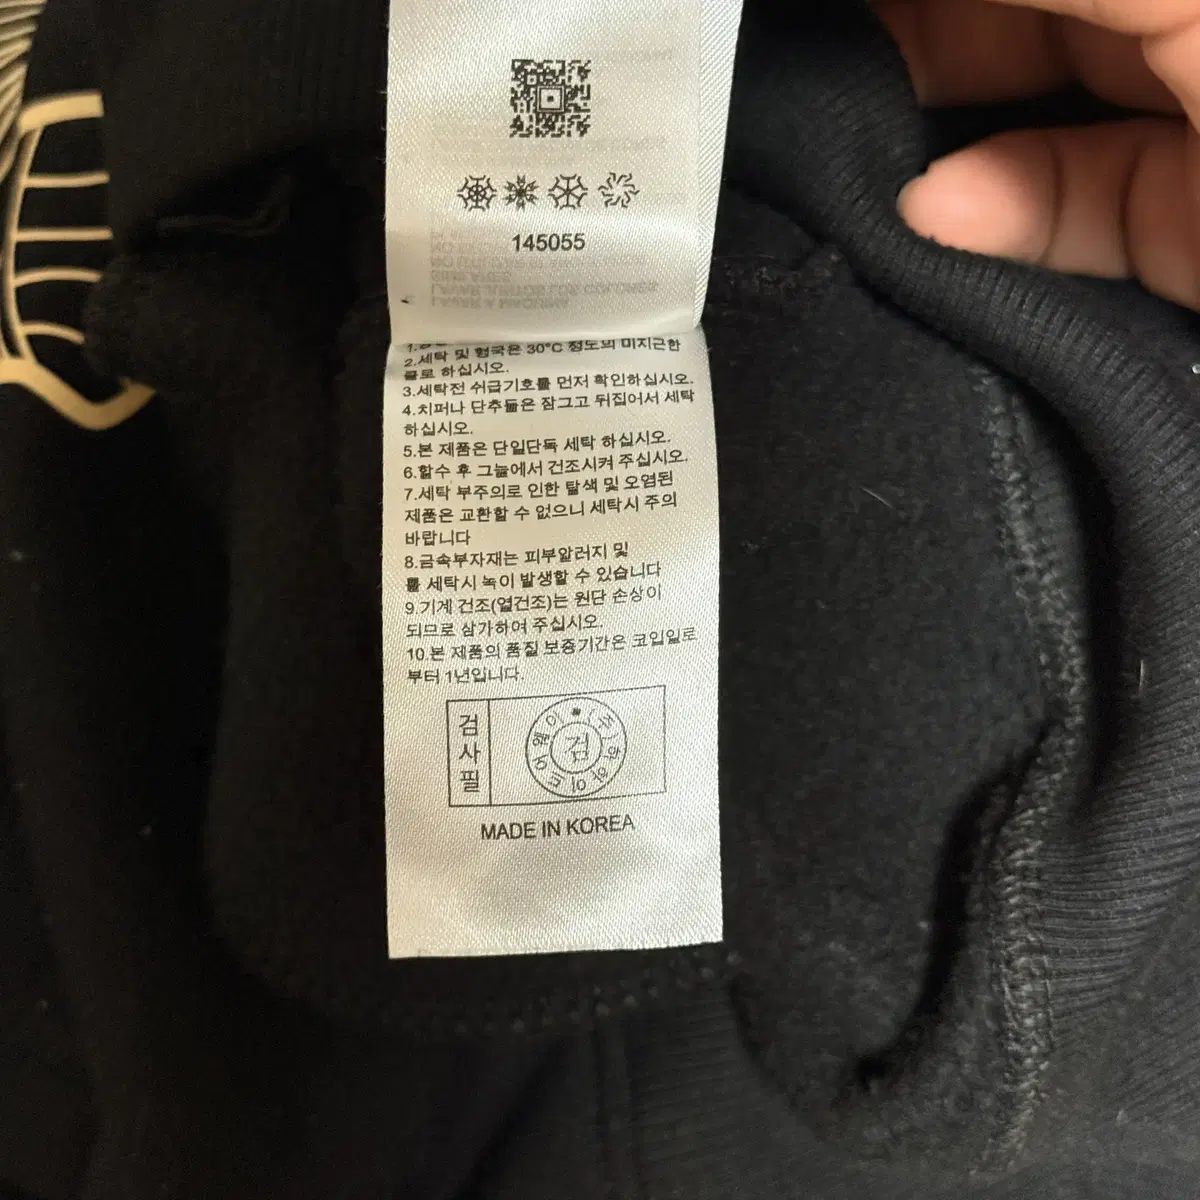 145055
2.세탁 및 헹국은 30°C 정도의 미지근한
물로 하십시오.
3.세탁전 취급기호를 먼저 확인하십시오.
4.치퍼나 단추들은 잠그고 뒤집어서 세탁
하십시오.
5.본 제품은 단일단독 세탁 하십시오.
6.할수 후 그늘에서 건조시켜 주십시오.
7.세탁 부주의로 인한 탈색 및 오염된
제품은 교환할 수 없으니 세탁시 주의
바랍니다
8.금속부자재는 피부알러지 및
를 세탁시 녹이 발생할 수 있습니다
9.기계 건조(열건조)는 원단 손상이
되므로 삼가하여 주십시오.
10.본 제품의 품질 보증기간은 코입일로
부터 1년입니다.
검사필
검
MADE IN KOREA